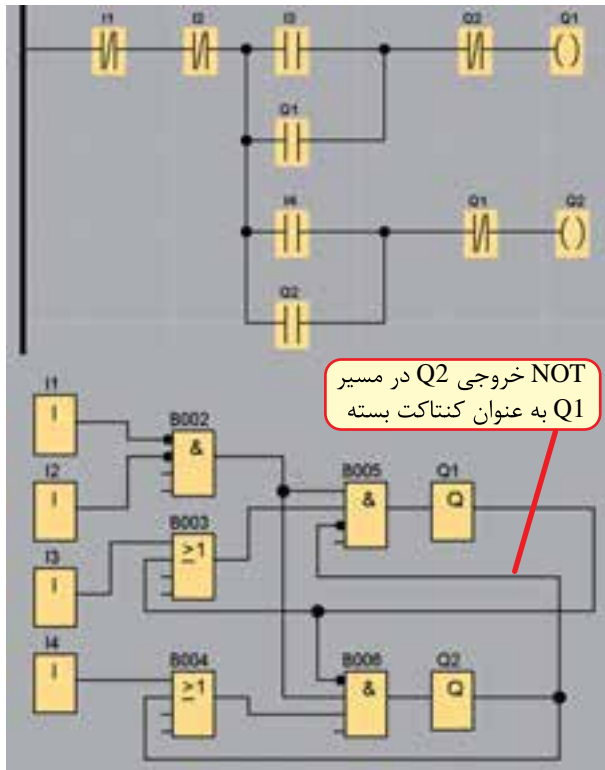 I1 I2 I3 Q2 Q1
Q1
I4 Q1 Q2
Q2
NOT خروجی Q2 در مسیر
Q1 به عنوان کنتاکت بسته
I1
I
B002
&
I2
I
B003
≥1
I3
I
I4
I
B004
≥1
B005
&
Q1
Q
B006
&
Q2
Q